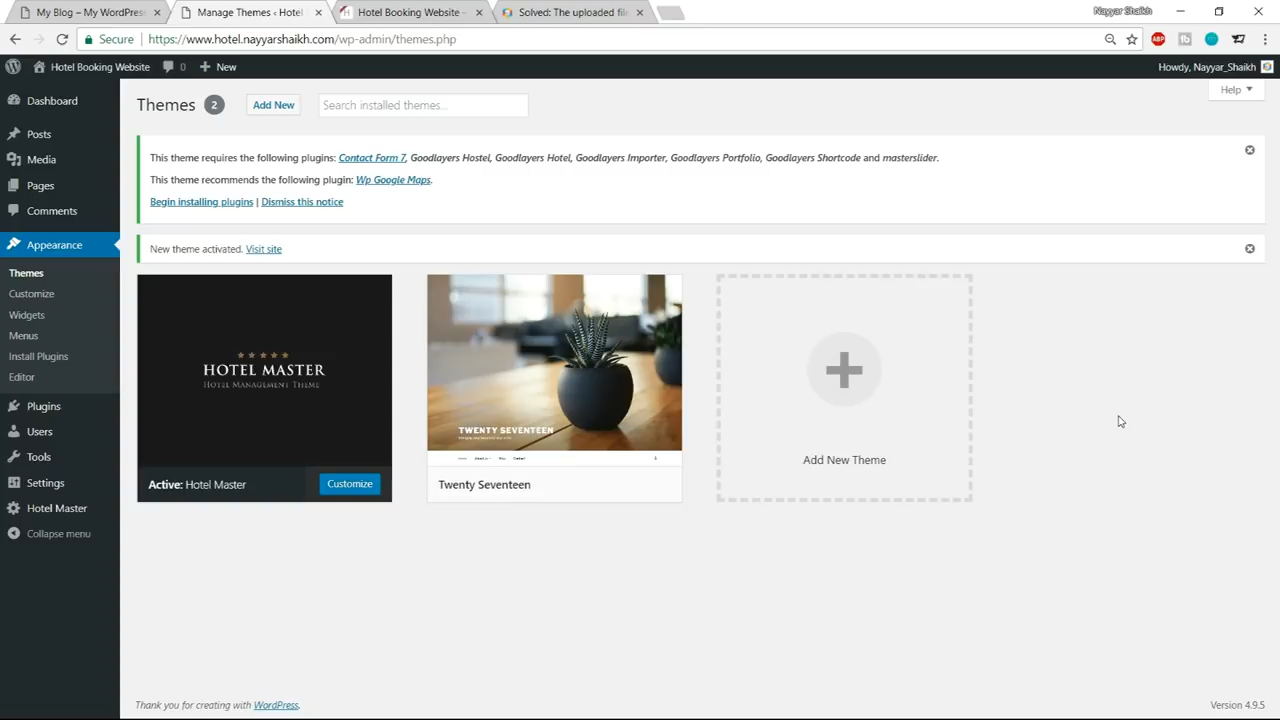 My Blog – My WordPress
Manage Themes ‹ Hotel
Hotel Booking Website –
Solved: The uploaded file
Nayyar Shaikh
Secure
https://www.hotel.nayyarshaikh.com/wp-admin/themes.php
ABP
Hotel Booking Website
0
New
Howdy, Nayyar_Shaikh
Dashboard
Posts
Media
Pages
Comments
Appearance
Themes
Customize
Widgets
Menus
Install Plugins
Editor
Plugins
Users
Tools
Settings
Hotel Master
Collapse menu
Themes 2
Add New
Search installed themes...
Help
This theme requires the following plugins: Contact Form 7, Goodlayers Hostel, Goodlayers Hotel, Goodlayers Importer, Goodlayers Portfolio, Goodlayers Shortcode and masterslider.
This theme recommends the following plugin: Wp Google Maps.
Begin installing plugins | Dismiss this notice
New theme activated. Visit site
HOTEL MASTER
HOTEL MANAGEMENT THEME
Active: Hotel Master
Customize
TWENTY SEVENTEEN
Twenty Seventeen
Add New Theme
Thank you for creating with WordPress.
Version 4.9.5